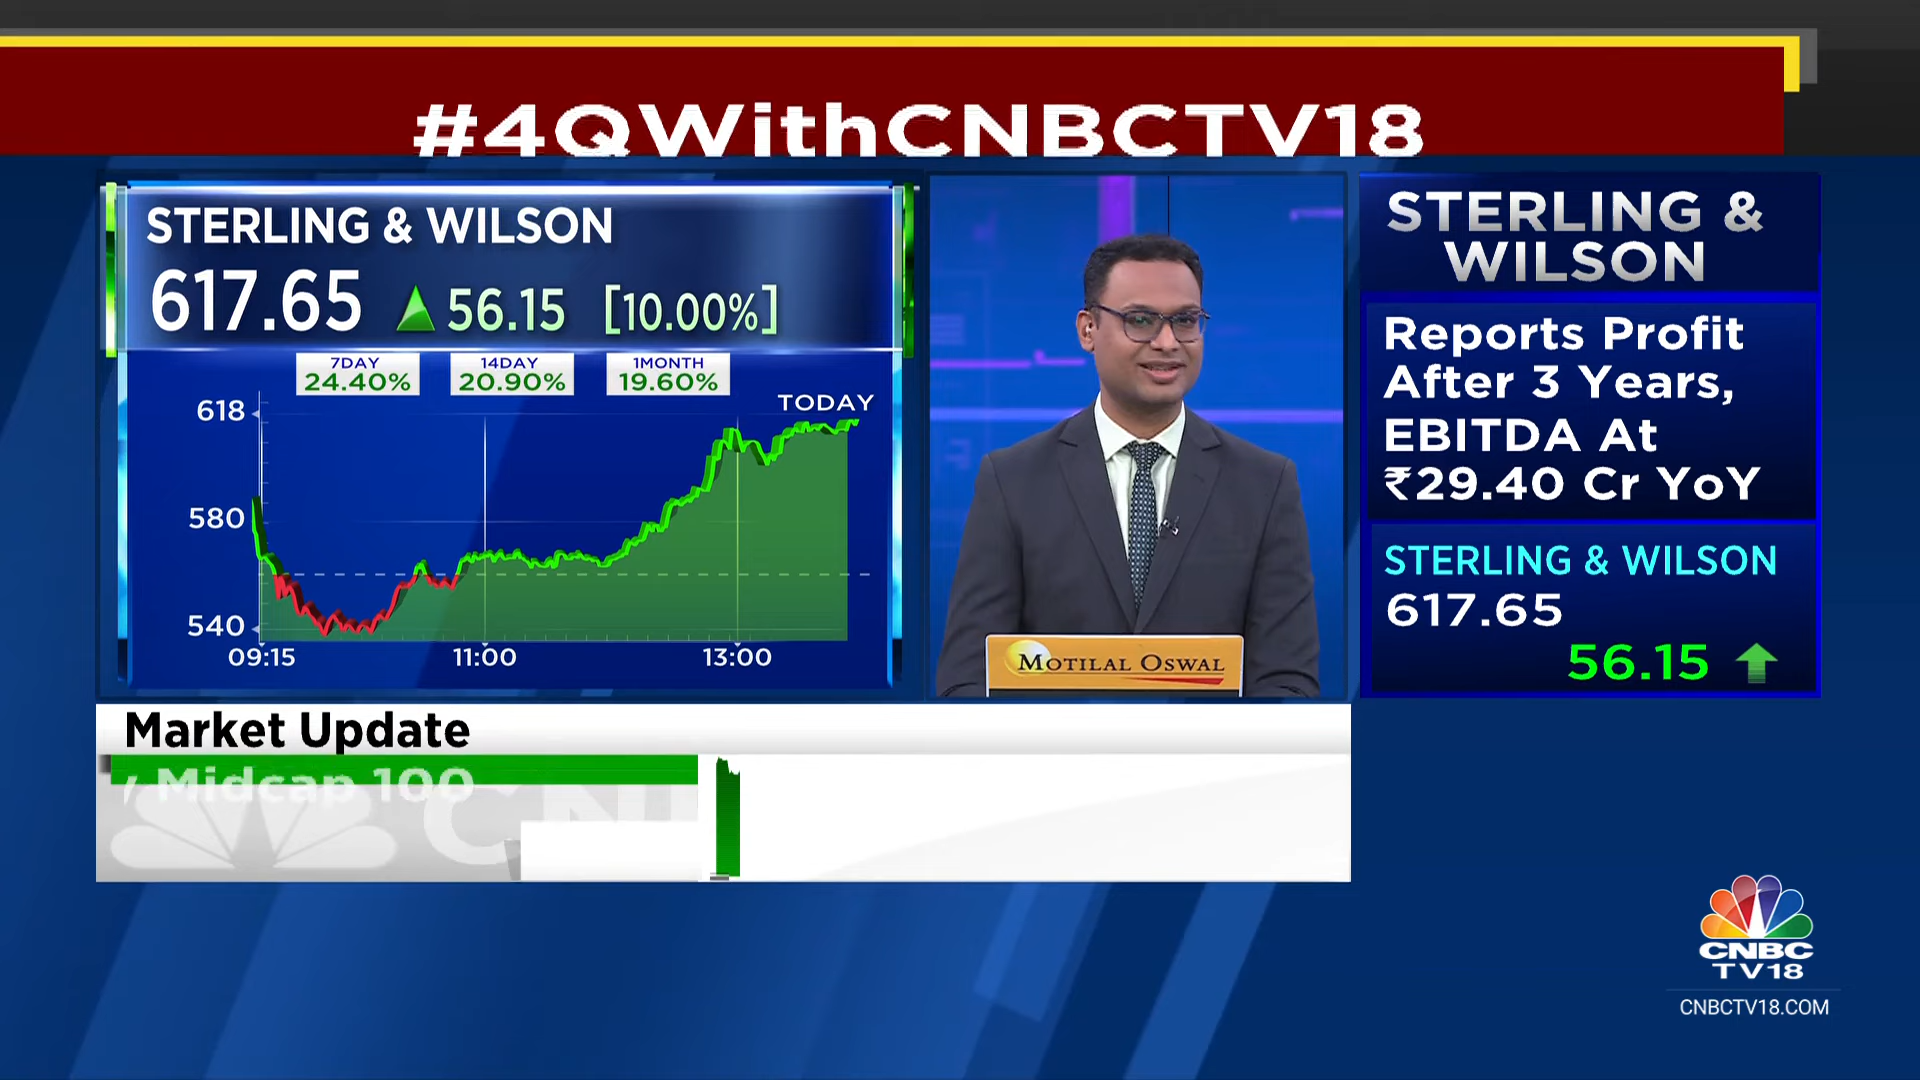 #4QWithCNBCTV18
STERLING & WILSON
617.65 ▲ 56.15 [10.00%]
7DAY
24.40%
14DAY
20.90%
1MONTH
19.60%
TODAY
618
580
540
09:15
11:00
13:00
MOTILAL OSWAL
STERLING &
WILSON
Reports Profit
After 3 Years,
EBITDA At
₹29.40 Cr YoY
STERLING & WILSON
617.65
56.15
Market Update
Midcap 100
CNBC
TV18
CNBCTV18.COM